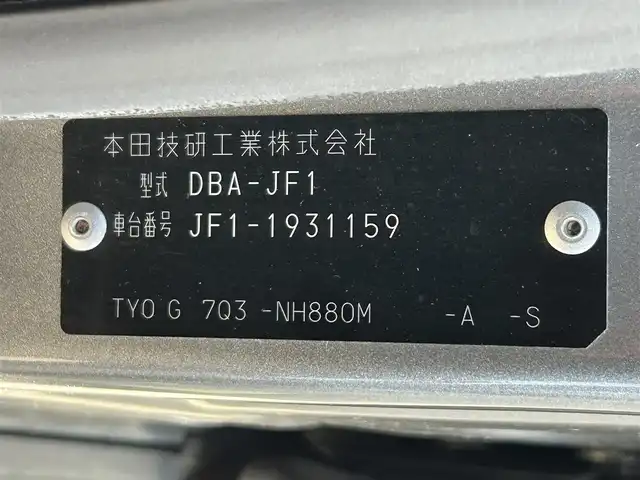 本田技研工業株式会社
型式 DBA-JF1
車台番号 JF1-1931159
TYO G 7Q3 -NH880M -A -S